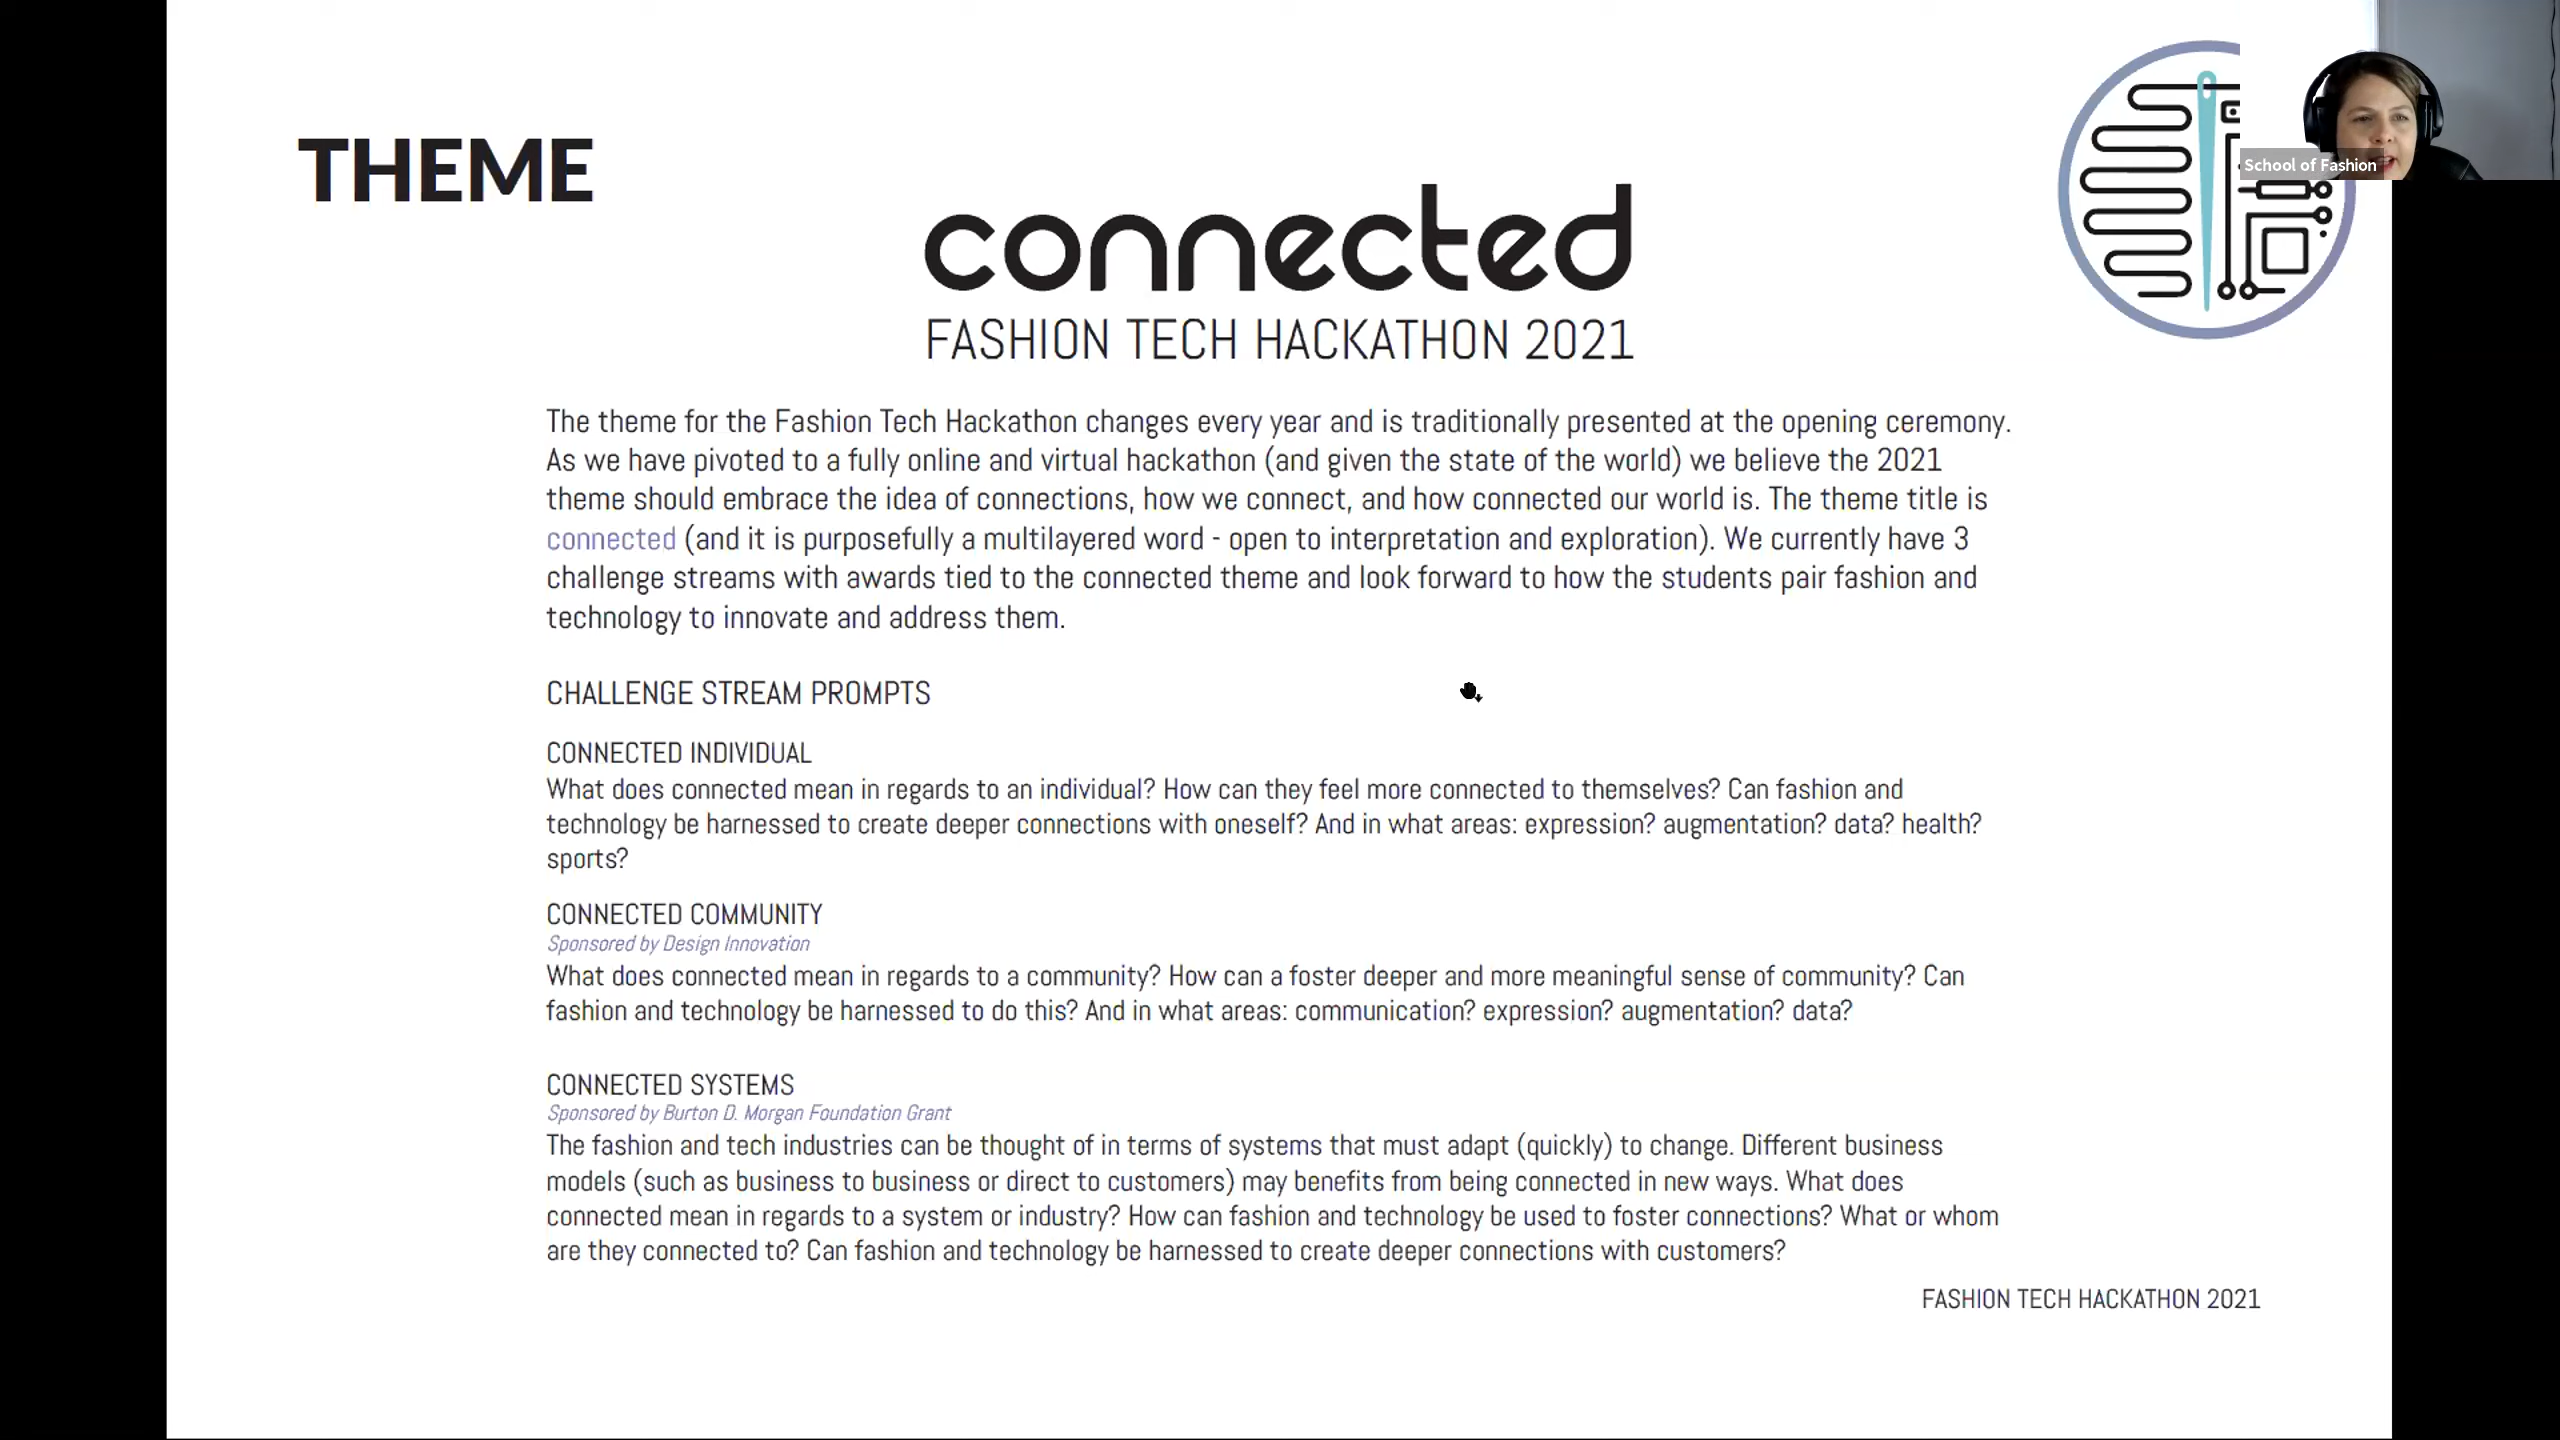 THEME
School of Fashion
connected
FASHION TECH HACKATHON 2021
The theme for the Fashion Tech Hackathon changes every year and is traditionally presented at the opening ceremony.
As we have pivoted to a fully online and virtual hackathon (and given the state of the world) we believe the 2021
theme should embrace the idea of connections, how we connect, and how connected our world is. The theme title is
connected (and it is purposefully a multilayered word - open to interpretation and exploration). We currently have 3
challenge streams with awards tied to the connected theme and look forward to how the students pair fashion and
technology to innovate and address them.
CHALLENGE STREAM PROMPTS
CONNECTED INDIVIDUAL
What does connected mean in regards to an individual? How can they feel more connected to themselves? Can fashion and
technology be harnessed to create deeper connections with oneself? And in what areas: expression? augmentation? data? health?
sports?
CONNECTED COMMUNITY
Sponsored by Design Innovation
What does connected mean in regards to a community? How can a foster deeper and more meaningful sense of community? Can
fashion and technology be harnessed to do this? And in what areas: communication? expression? augmentation? data?
CONNECTED SYSTEMS
Sponsored by Burton D. Morgan Foundation Grant
The fashion and tech industries can be thought of in terms of systems that must adapt (quickly) to change. Different business
models (such as business to business or direct to customers) may benefits from being connected in new ways. What does
connected mean in regards to a system or industry? How can fashion and technology be used to foster connections? What or whom
are they connected to? Can fashion and technology be harnessed to create deeper connections with customers?
FASHION TECH HACKATHON 2021